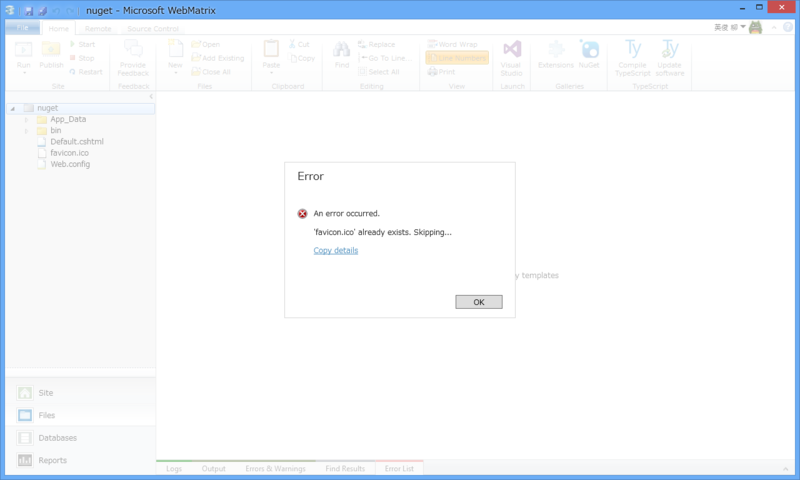 nuget - Microsoft WebMatrix
File Home Remote Source Control
英俊 
Run Publish Start Stop Restart
Site
Provide Feedback
Feedback
New Open Add Existing Close All
Files
Paste Cut Copy
Clipboard
Find Replace Go To Line... Select All
Editing
Word Wrap Line Numbers Print
View
Visual Studio
Launch
Extensions NuGet
Galleries
Compile TypeScript Update software
TypeScript
nuget
App_Data
bin
Default.cshtml
favicon.ico
Web.config
Error
An error occurred.
'favicon.ico' already exists. Skipping...
Copy details
OK
y templates
Site
Files
Databases
Reports
Logs Output Errors & Warnings Find Results Error List